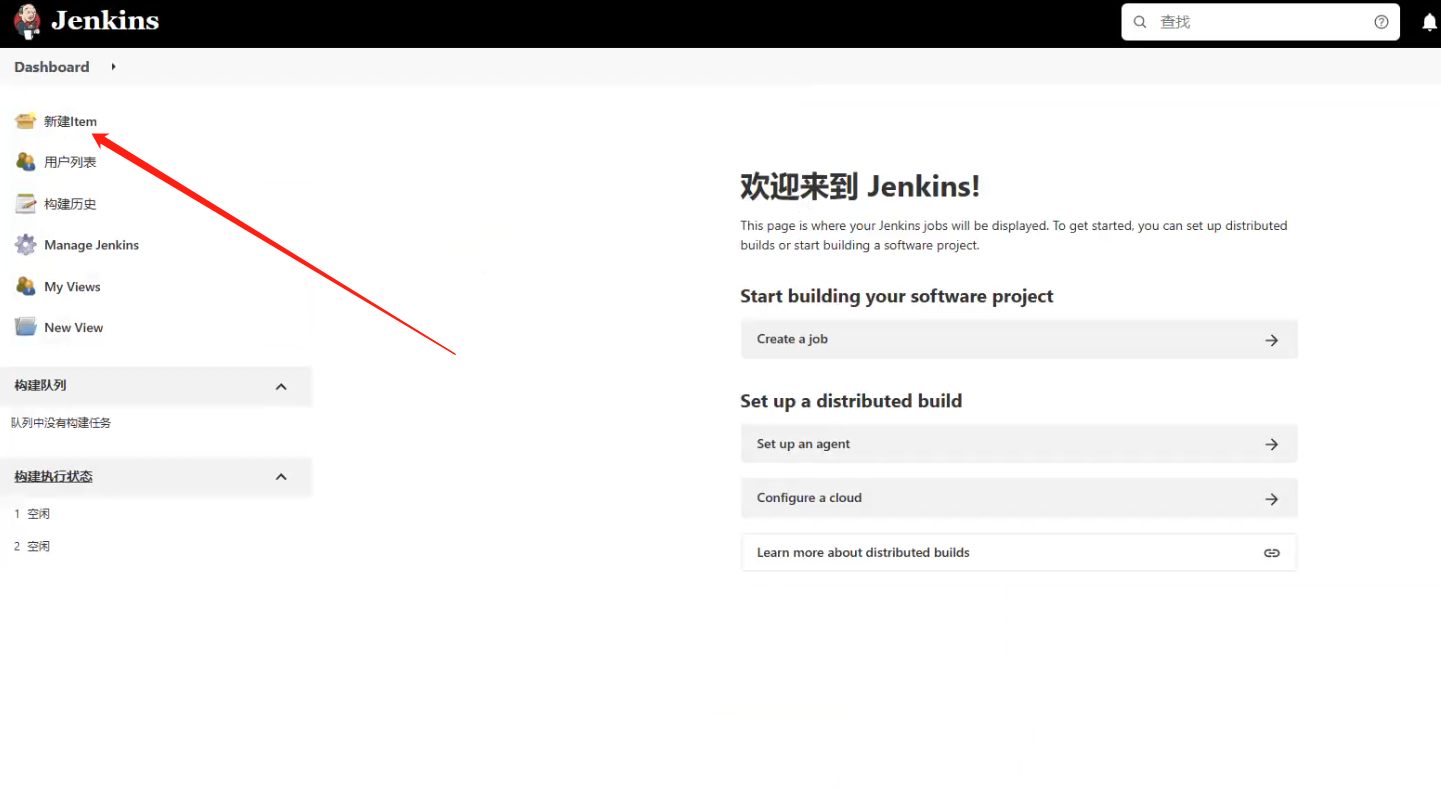 Jenkins
查找
Dashboard
新建Item
用户列表
构建历史
Manage Jenkins
My Views
New View
构建队列
队列中没有构建任务
构建执行状态
1 空闲
2 空闲
欢迎来到 Jenkins!
This page is where your Jenkins jobs will be displayed. To get started, you can set up distributed
builds or start building a software project.
Start building your software project
Create a job
Set up a distributed build
Set up an agent
Configure a cloud
Learn more about distributed builds